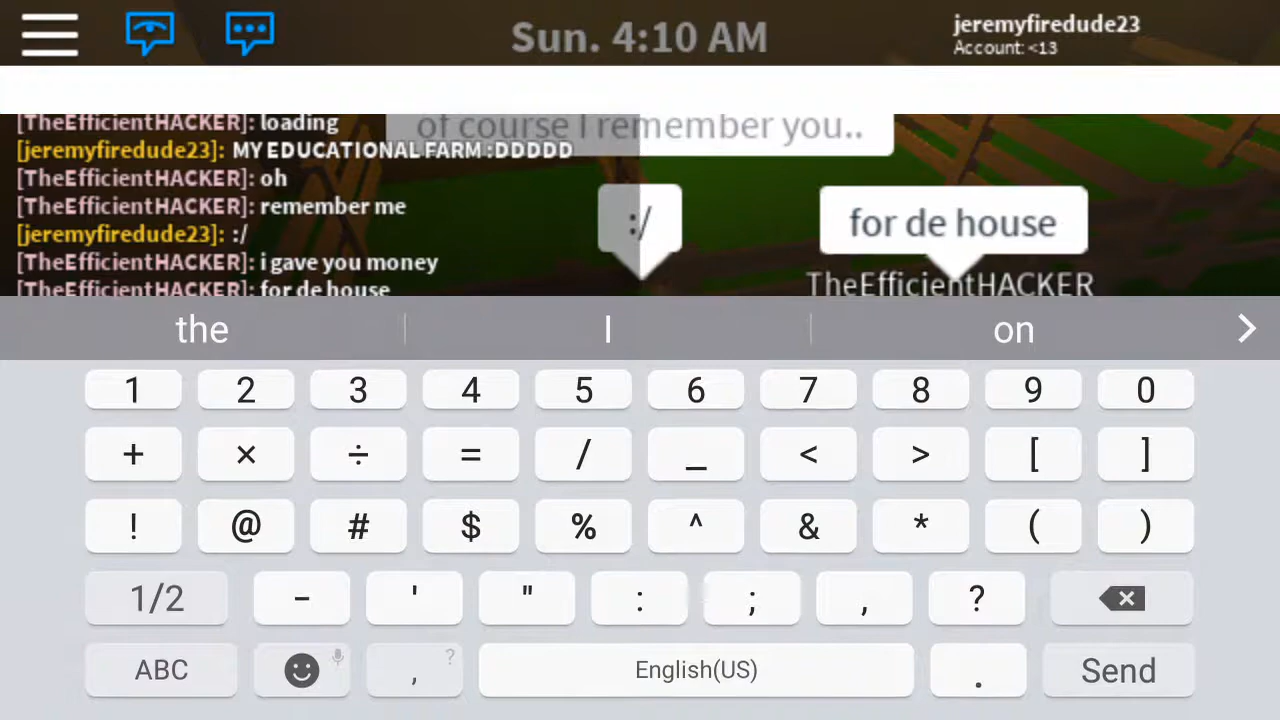 Sun. 4:10 AM
jeremyfiredude23
Account: <13
[TheEfficientHACKER]: loading
[jeremyfiredude23]: MY EDUCATIONAL FARM :DDDDD
[TheEfficientHACKER]: oh
[TheEfficientHACKER]: remember me
[jeremyfiredude23]: :/
[TheEfficientHACKER]: i gave you money
[TheEfficientHACKER]: for de house
of course I remember you..
:/
for de house
TheEfficientHACKER
the I on
1 2 3 4 5 6 7 8 9 0
+ × ÷ = / _ < > [ ]
! @ # $ % ^ & * ( )
1/2 - ' " : ; , ?
ABC , ? English(US) . Send